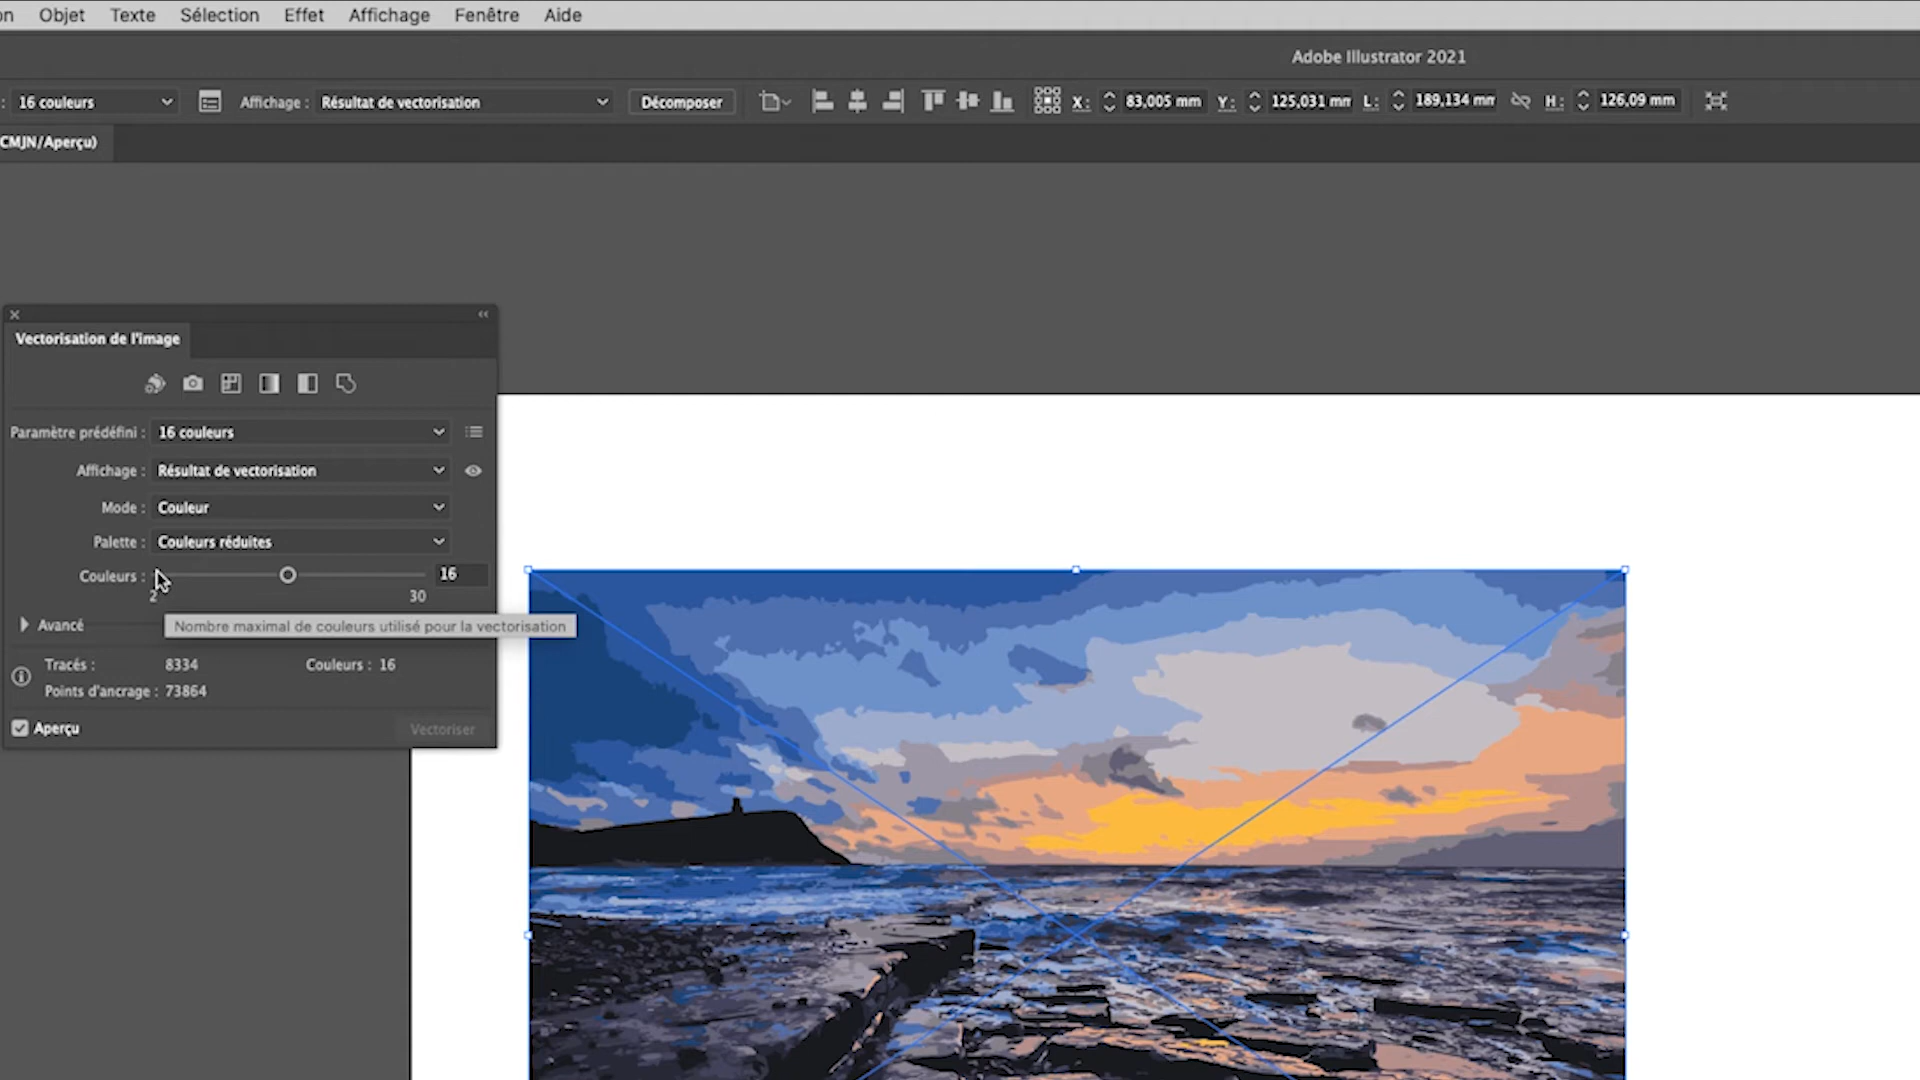 on Objet Texte Sélection Effet Affichage Fenêtre Aide
Adobe Illustrator 2021
: 16 couleurs Affichage : Résultat de vectorisation Décomposer X: 83,005 mm Y: 125,031 mm L: 189,134 mm H: 126,09 mm
CMJN/Aperçu)
Vectorisation de l'image
Paramètre prédéfini : 16 couleurs
Affichage : Résultat de vectorisation
Mode : Couleur
Palette : Couleurs réduites
Couleurs : 16
2 30
Avancé
Nombre maximal de couleurs utilisé pour la vectorisation
Tracés : 8334 Couleurs : 16
Points d'ancrage : 73864
Aperçu Vectoriser